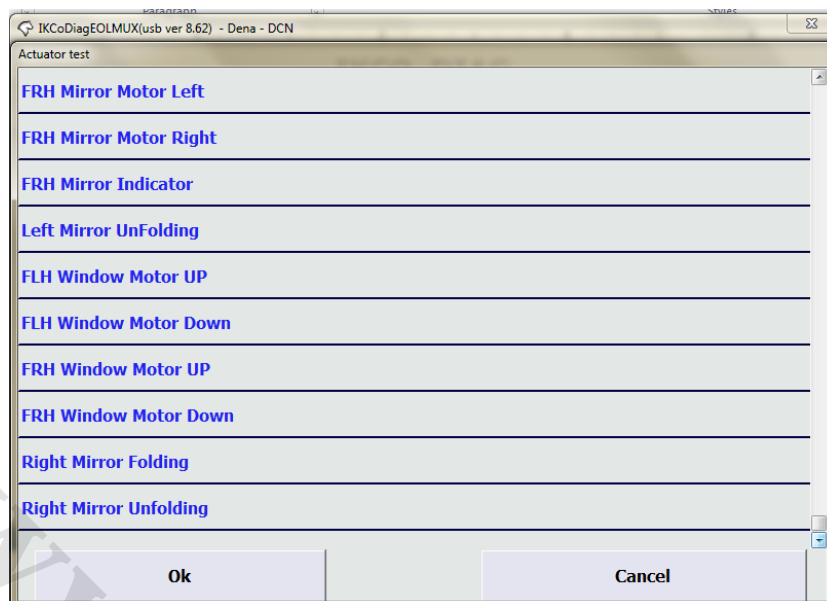 Paragraph Styles
IKCoDiagEOLMUX(usb ver 8.62) - Dena - DCN
Actuator test
FRH Mirror Motor Left
FRH Mirror Motor Right
FRH Mirror Indicator
Left Mirror UnFolding
FLH Window Motor UP
FLH Window Motor Down
FRH Window Motor UP
FRH Window Motor Down
Right Mirror Folding
Right Mirror Unfolding
Ok Cancel